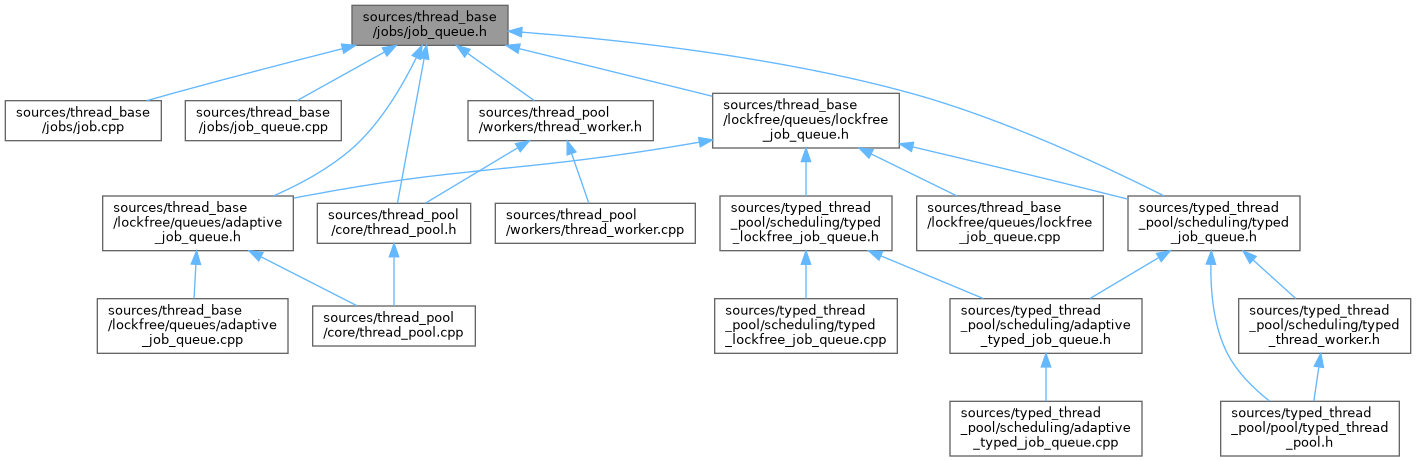 sources/thread_base
/jobs/job_queue.h
sources/thread_base
/jobs/job.cpp
sources/thread_base
/jobs/job_queue.cpp
sources/thread_pool
/workers/thread_worker.h
sources/thread_base
/lockfree/queues/lockfree
_job_queue.h
sources/thread_base
/lockfree/queues/adaptive
_job_queue.h
sources/thread_pool
/core/thread_pool.h
sources/thread_pool
/workers/thread_worker.cpp
sources/typed_thread
_pool/scheduling/typed
_lockfree_job_queue.h
sources/thread_base
/lockfree/queues/lockfree
_job_queue.cpp
sources/typed_thread
_pool/scheduling/typed
_job_queue.h
sources/thread_base
/lockfree/queues/adaptive
_job_queue.cpp
sources/thread_pool
/core/thread_pool.cpp
sources/typed_thread
_pool/scheduling/typed
_lockfree_job_queue.cpp
sources/typed_thread
_pool/scheduling/adaptive
_typed_job_queue.h
sources/typed_thread
_pool/scheduling/typed
_thread_worker.h
sources/typed_thread
_pool/scheduling/adaptive
_typed_job_queue.cpp
sources/typed_thread
_pool/pool/typed_thread
_pool.h